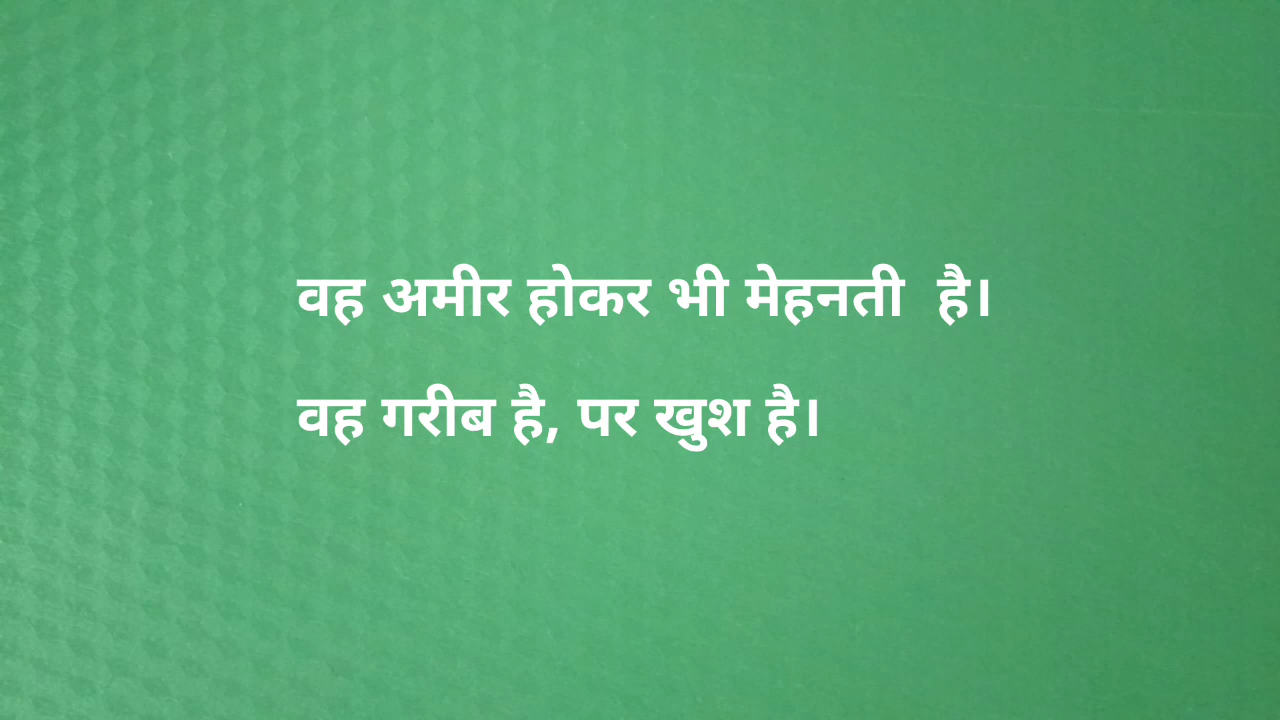 वह अमीर होकर भी मेहनती है।
वह गरीब है, पर खुश है।